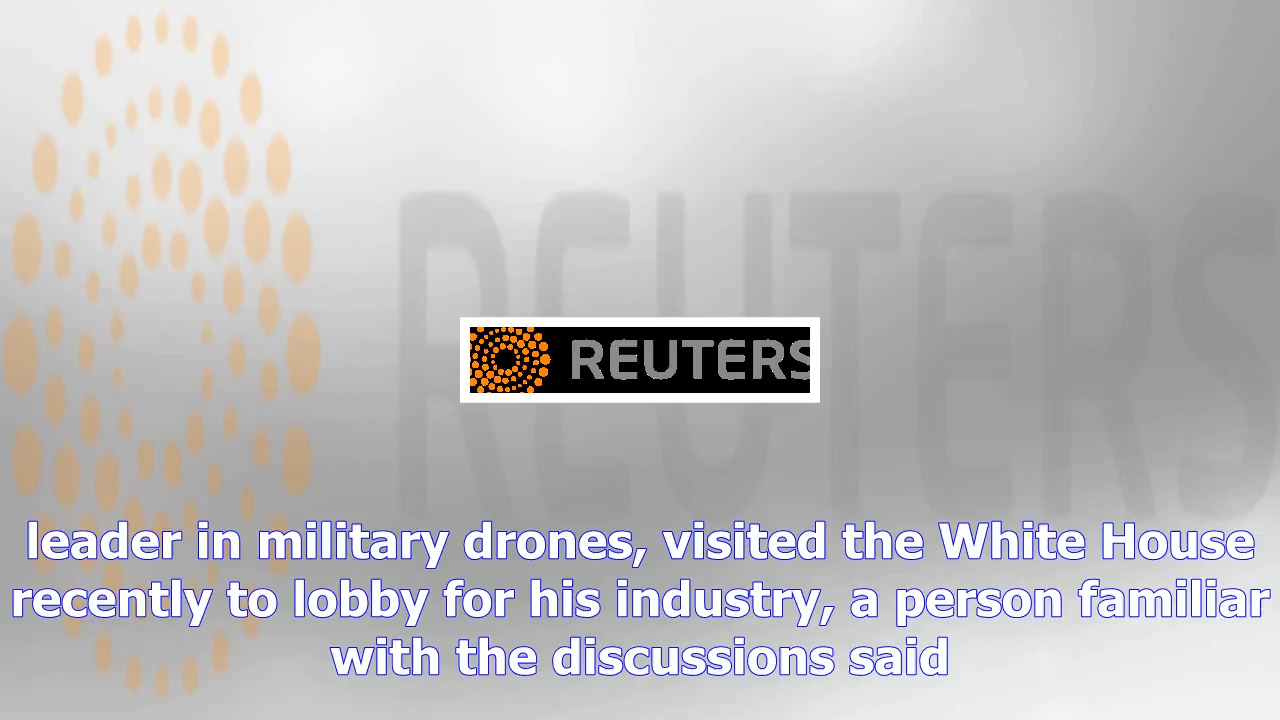 REUTERS
REUTERS
leader in military drones, visited the White House
recently to lobby for his industry, a person familiar
with the discussions said